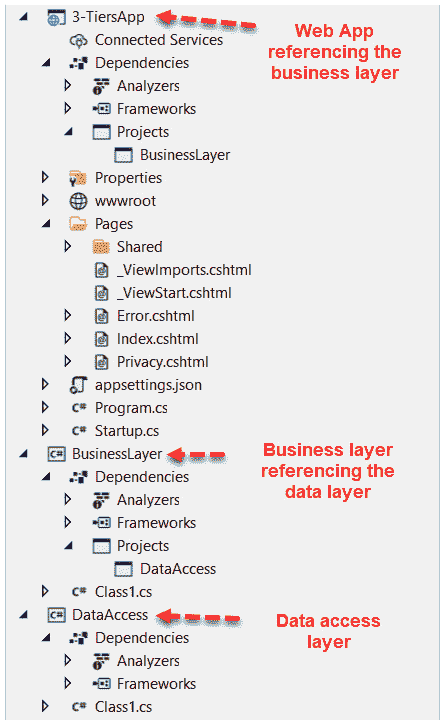 3-TiersApp
Web App
referencing the
business layer
Connected Services
Dependencies
Analyzers
Frameworks
Projects
BusinessLayer
Properties
wwwroot
Pages
Shared
_ViewImports.cshtml
_ViewStart.cshtml
Error.cshtml
Index.cshtml
Privacy.cshtml
appsettings.json
C# Program.cs
C# Startup.cs
C# BusinessLayer
Business layer
referencing the
data layer
Dependencies
Analyzers
Frameworks
Projects
DataAccess
C# Class1.cs
C# DataAccess
Data access
layer
Dependencies
Analyzers
Frameworks
C# Class1.cs